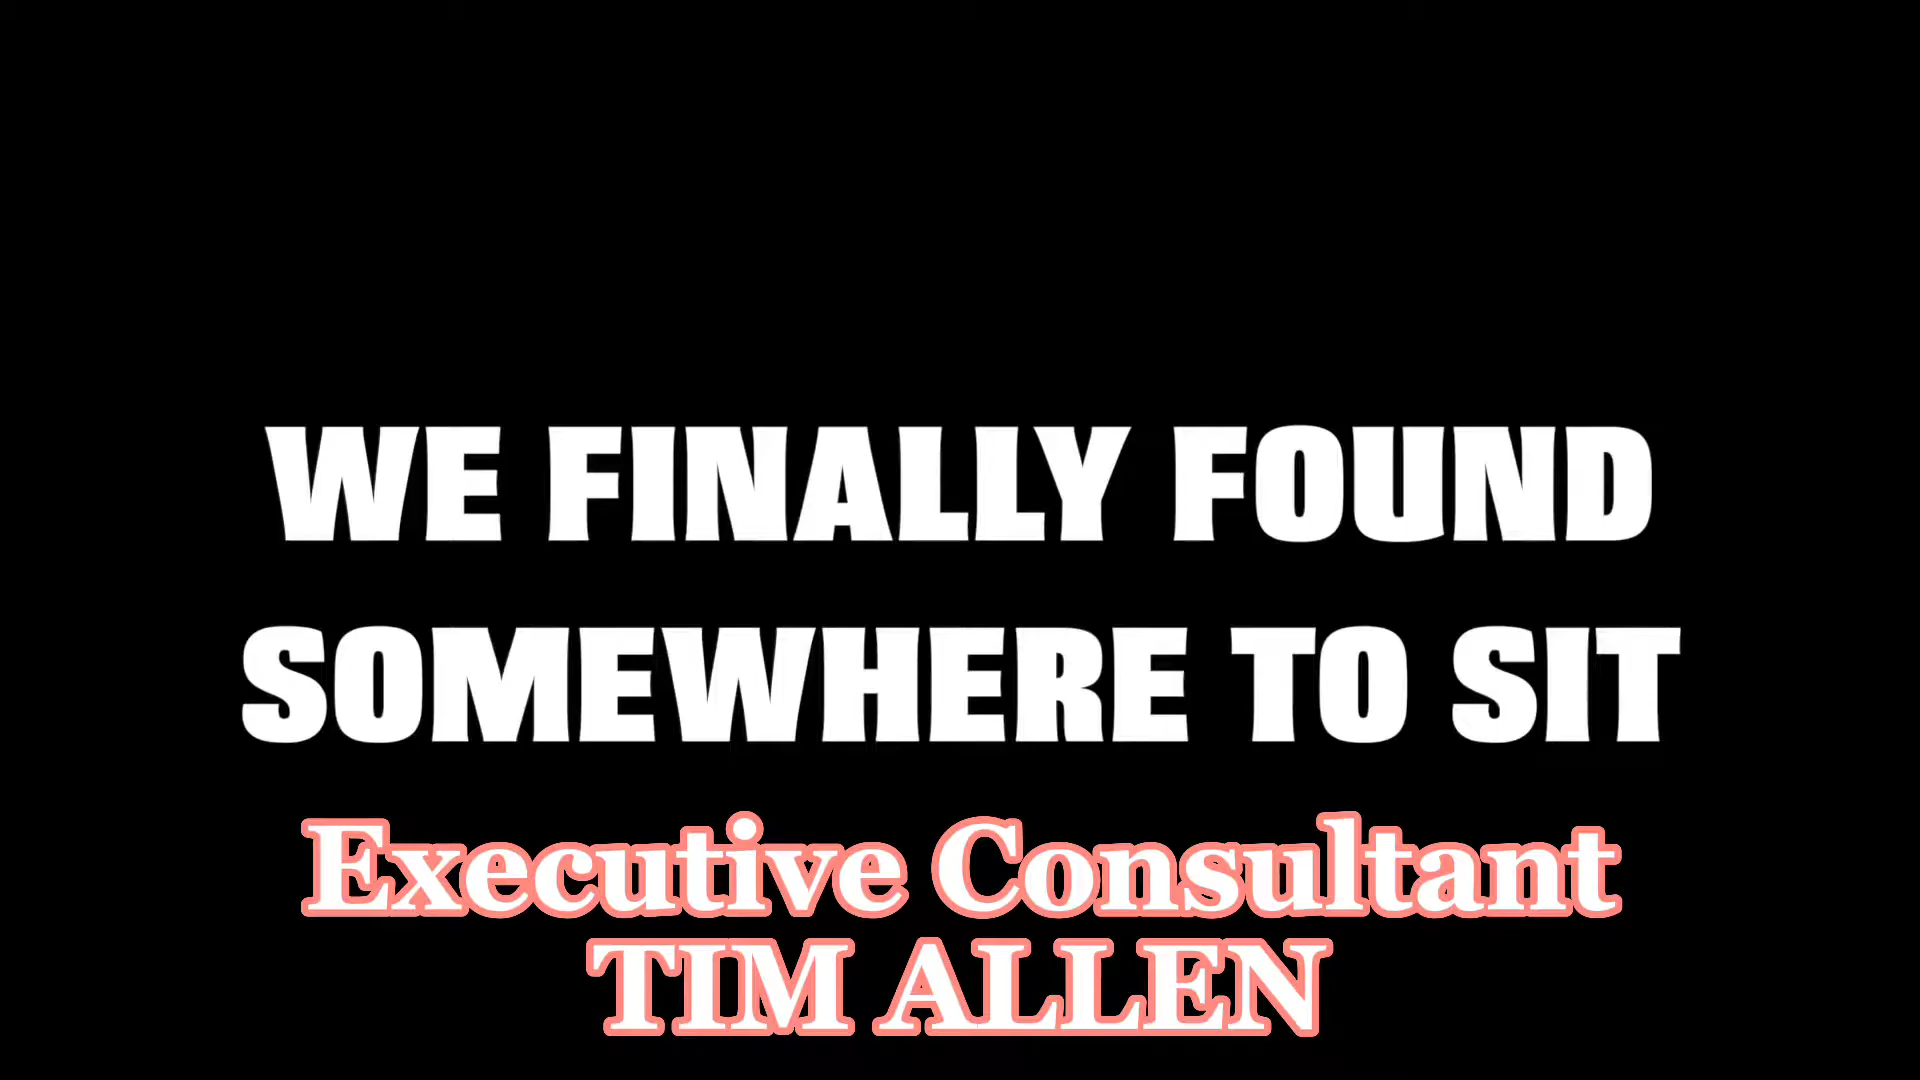 WE FINALLY FOUND
SOMEWHERE TO SIT
Executive Consultant
TIM ALLEN